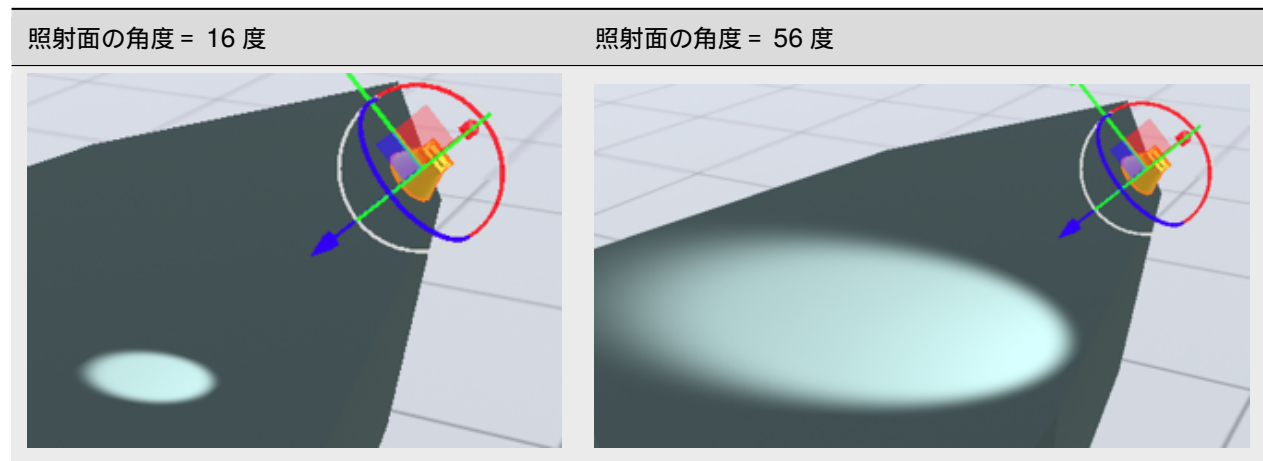 照射面の角度 = 16 度
照射面の角度 = 56 度